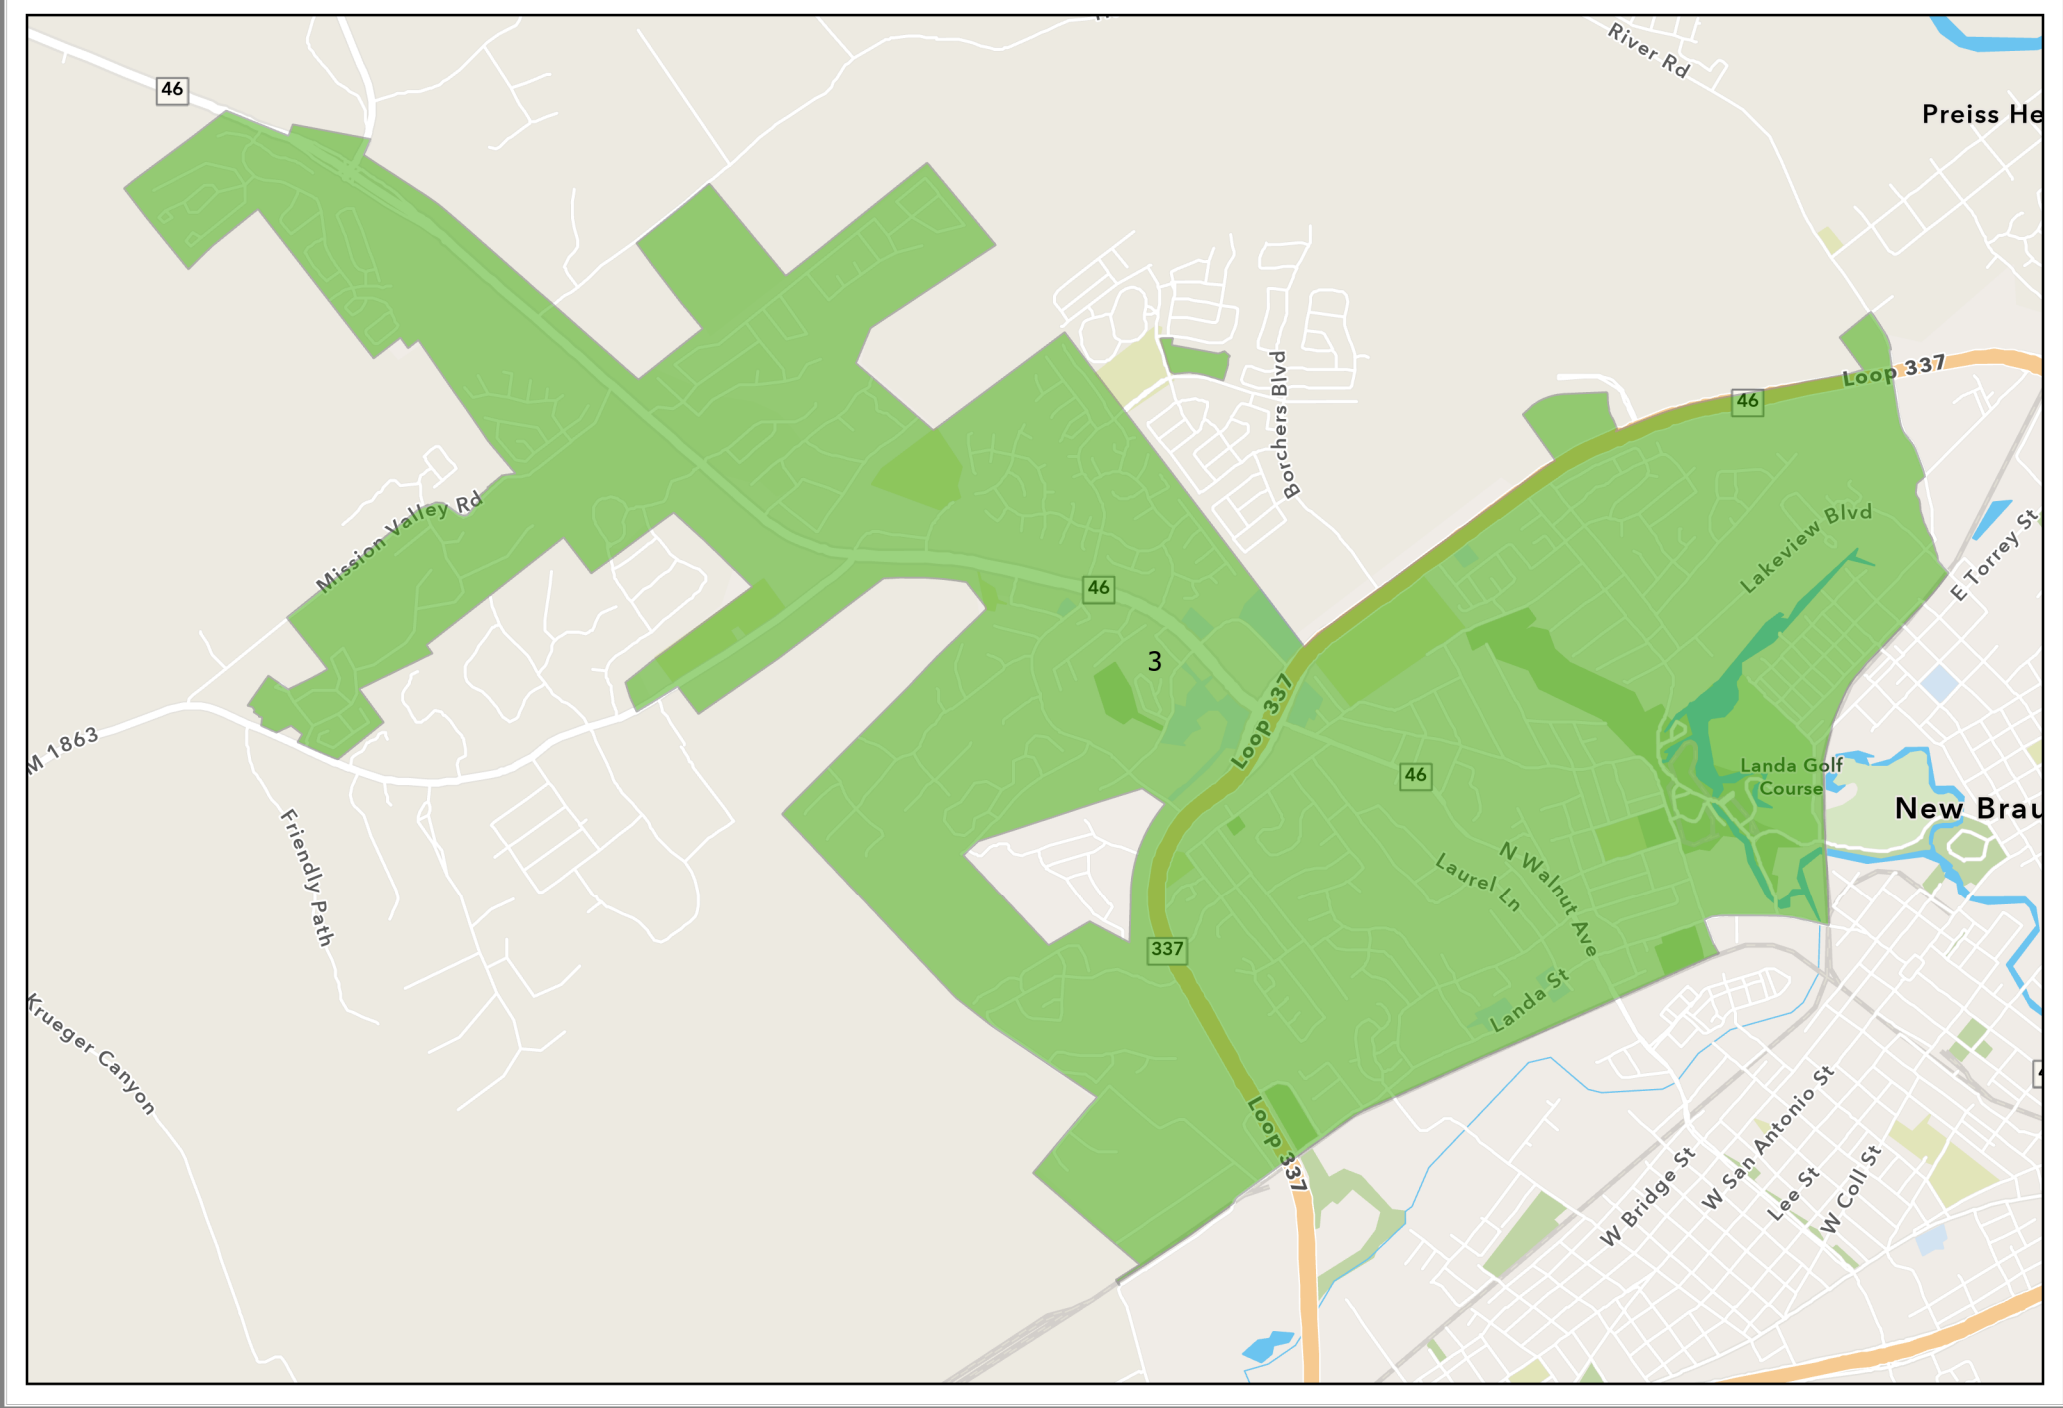 River Rd
46
Preiss He
Loop 337
46
Borchers Blvd
Mission Valley Rd
Lakeview Blvd
E Torrey St
46
3
Loop 337
M 1863
46
Landa Golf
Course
New Brau
Friendly Path
N Walnut Ave
Laurel Ln
337
Landa St
Krueger Canyon
Loop 337
W San Antonio St
W Bridge St
Lee St
W Coll St